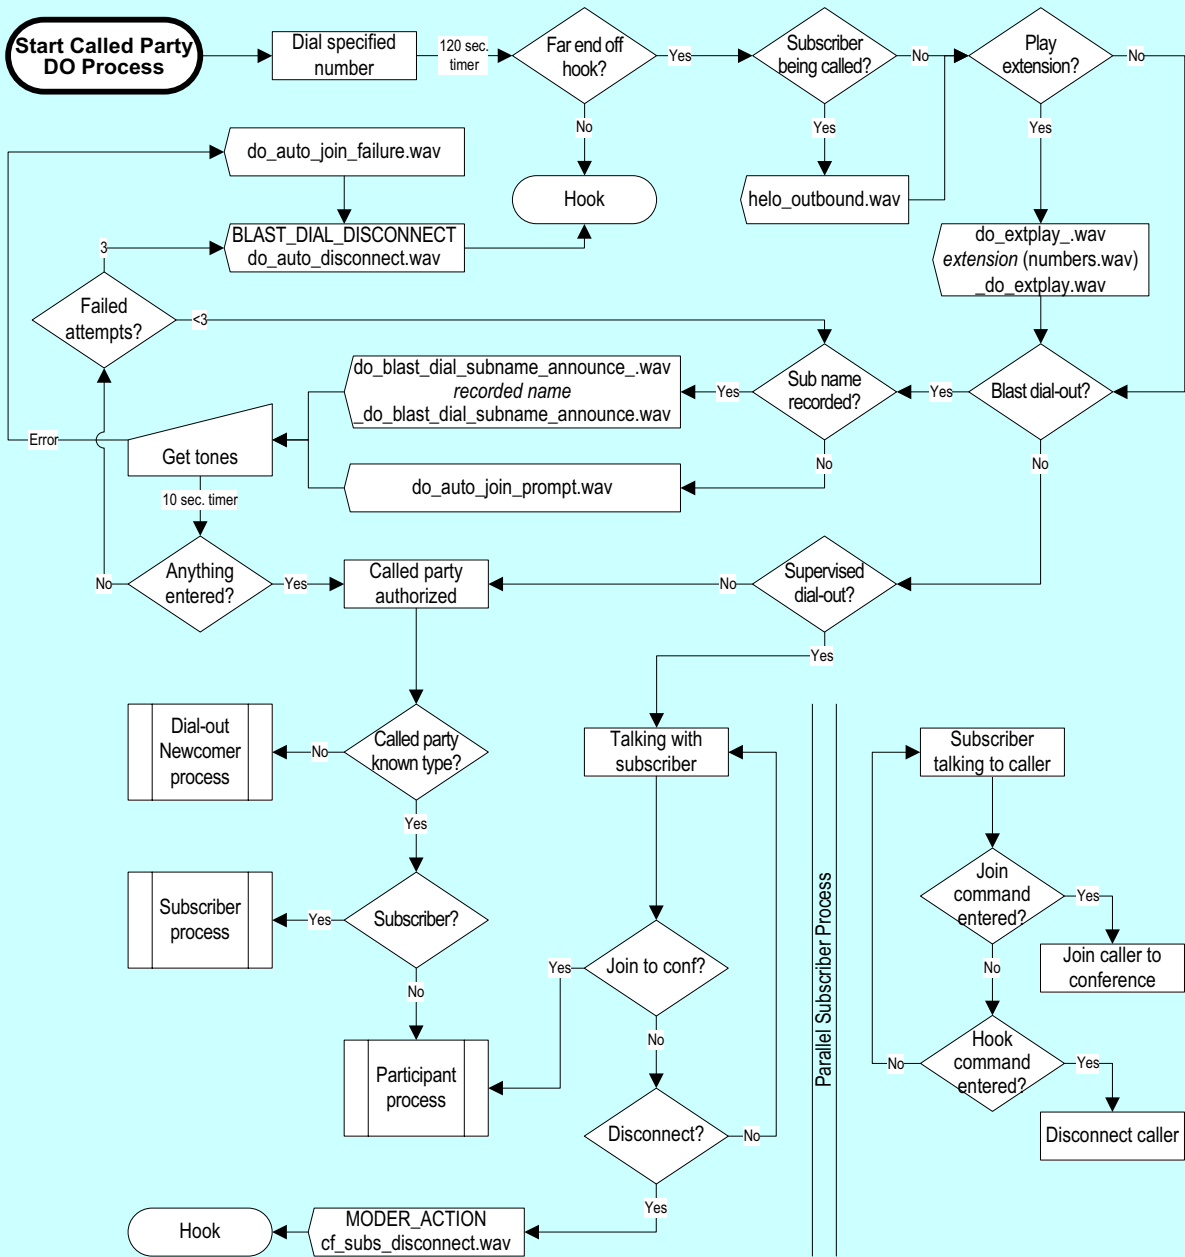 Start Called Party
DO Process
Dial specified
number
120 sec.
timer
Far end off
hook?
Yes
Subscriber
being called?
No
Play
extension?
No
No
Yes
Yes
do_auto_join_failure.wav
Hook
helo_outbound.wav
BLAST_DIAL_DISCONNECT
do_auto_disconnect.wav
3
do_extplay_.wav
extension (numbers.wav)
_do_extplay.wav
Failed
attempts?
<3
do_blast_dial_subname_announce_.wav
recorded name
_do_blast_dial_subname_announce.wav
Yes
Sub name
recorded?
Yes
Blast dial-out?
Error
Get tones
No
No
10 sec. timer
do_auto_join_prompt.wav
No
Anything
entered?
Yes
Called party
authorized
No
Supervised
dial-out?
Yes
Dial-out
Newcomer
process
No
Called party
known type?
Talking with
subscriber
Subscriber
talking to caller
Yes
Subscriber
process
Yes
Subscriber?
Join
command
entered?
Yes
Parallel Subscriber Process
Yes
Join to conf?
Join caller to
conference
No
No
No
Participant
process
No
Hook
command
entered?
Yes
Disconnect?
No
Disconnect caller
Yes
Hook
MODER_ACTION
cf_subs_disconnect.wav